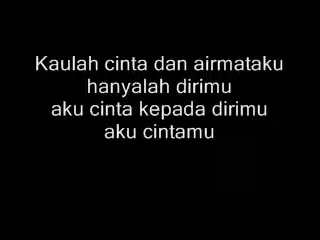 Kaulah cinta dan airmataku
hanyalah dirimu
aku cinta kepada dirimu
aku cintamu